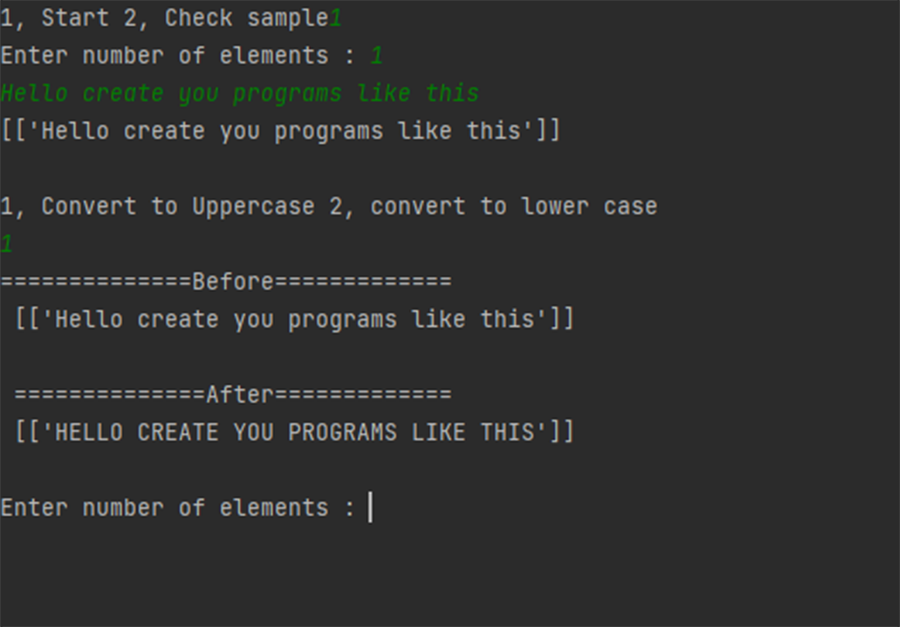 1, Start 2, Check sample1
Enter number of elements : 1
Hello create you programs like this
[['Hello create you programs like this']]
1, Convert to Uppercase 2, convert to lower case
1
==============Before=============
[['Hello create you programs like this']]
==============After=============
[['HELLO CREATE YOU PROGRAMS LIKE THIS']]
Enter number of elements :